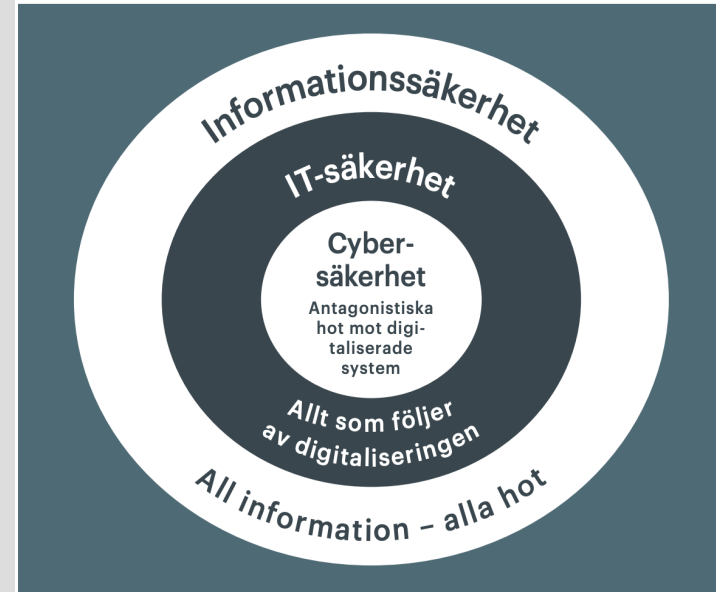 Informationssäkerhet
IT-säkerhet
Cyber-
säkerhet
Antagonistiska
hot mot digi-
taliserade
system
Allt som följer
av digitaliseringen
All information – alla hot